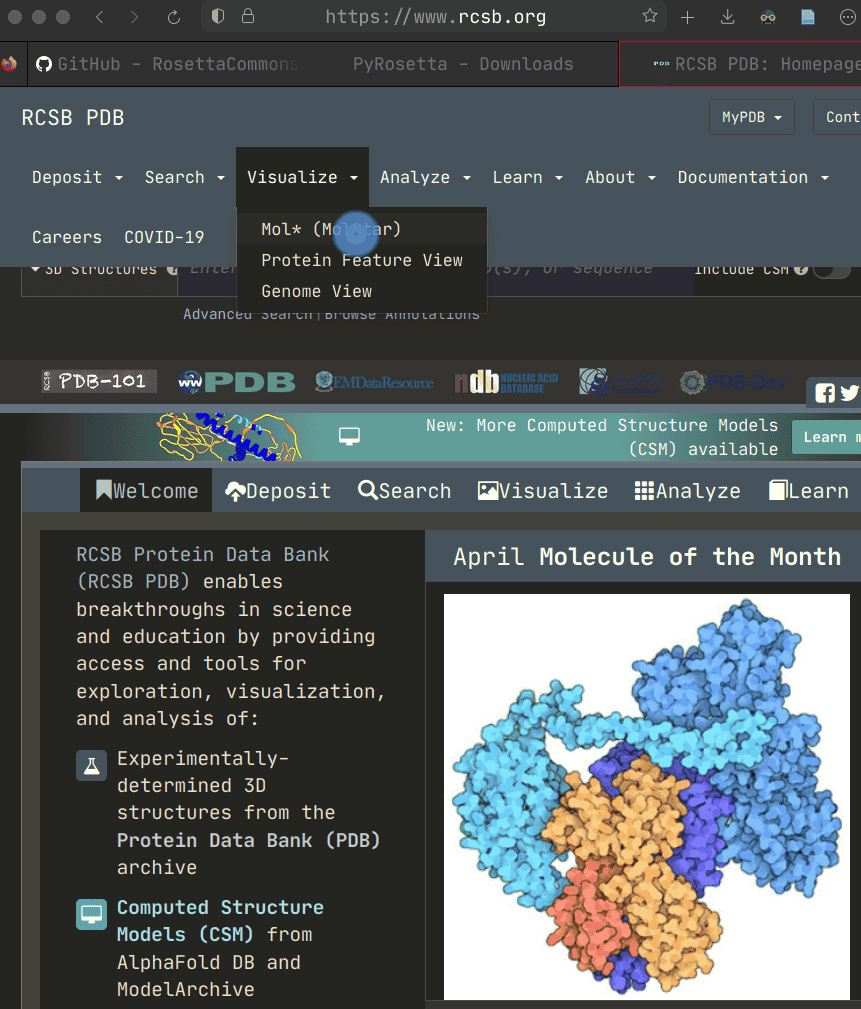 https://www.rcsb.org
GitHub - RosettaCommons
PyRosetta - Downloads
PDB RCSB PDB: Homepage
RCSB PDB
MyPDB
Cont
Deposit Search Visualize Analyze Learn About Documentation
Careers COVID-19
Mol* (Mol
Protein Feature View
Genome View
3D Structures
or sequence
Include CSM
Advanced Search | Browse Annotations
RCSB PDB-101
wwPDB
EMDataResource
ndb NUCLEIC ACID
DATABASE
PDB-Dev
New: More Computed Structure Models
(CSM) available
Learn m
Welcome Deposit Search Visualize Analyze Learn
RCSB Protein Data Bank
(RCSB PDB) enables
breakthroughs in science
and education by providing
access and tools for
exploration, visualization,
and analysis of:
Experimentally-
determined 3D
structures from the
Protein Data Bank (PDB)
archive
Computed Structure
Models (CSM) from
AlphaFold DB and
ModelArchive
April Molecule of the Month